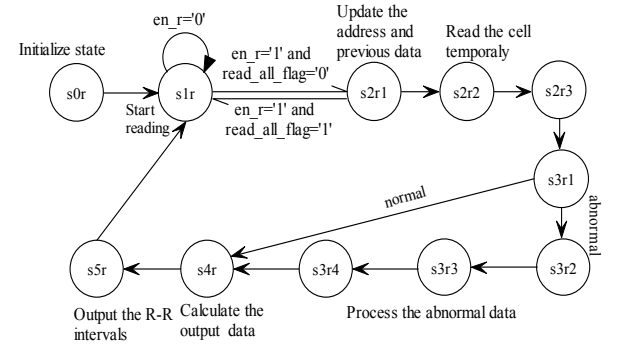 en_r='0'
Initialize state
s0r
s1r
Start
reading
en_r='1' and
read_all_flag='0'
en_r='1' and
read_all_flag='1'
Update the
address and
previous data
s2r1
Read the cell
temporaly
s2r2
s2r3
s3r1
normal
abnormal
s5r
s4r
s3r4
s3r3
s3r2
Output the R-R
intervals
Calculate the
output data
Process the abnormal data